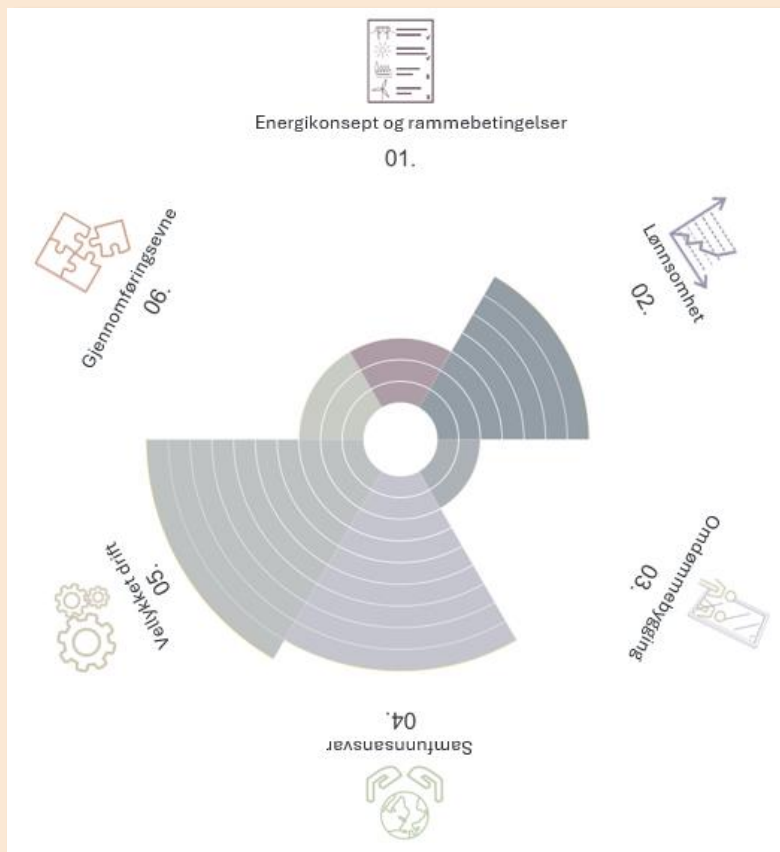 Energikonsept og rammebetingelser
01.
Lønnsomhet
02.
Omdømmebygging
03.
04.
Samfunnsansvar
05.
Vellykket drift
Gjennomføringsevne
06.